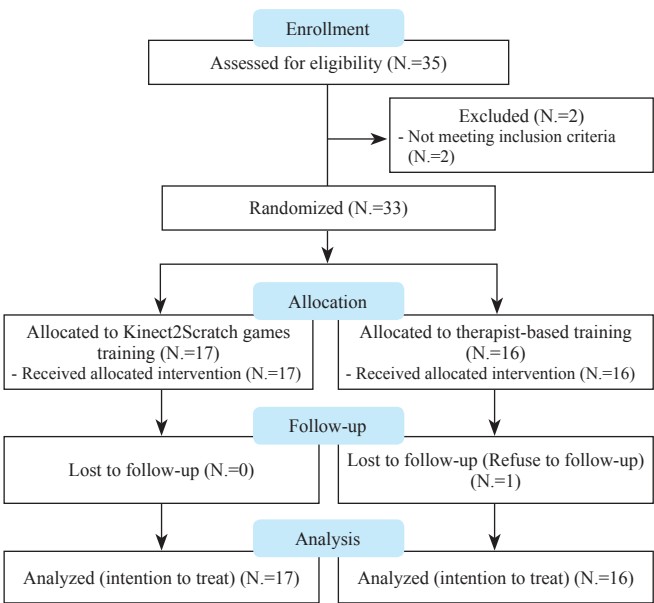 Enrollment
Assessed for eligibility (N.=35)
Excluded (N.=2)
- Not meeting inclusion criteria
(N.=2)
Randomized (N.=33)
Allocation
Allocated to Kinect2Scratch games
training (N.=17)
- Received allocated intervention (N.=17)
Allocated to therapist-based training
(N.=16)
- Received allocated intervention (N.=16)
Follow-up
Lost to follow-up (N.=0)
Lost to follow-up (Refuse to follow-up)
(N.=1)
Analysis
Analyzed (intention to treat) (N.=17)
Analyzed (intention to treat) (N.=16)